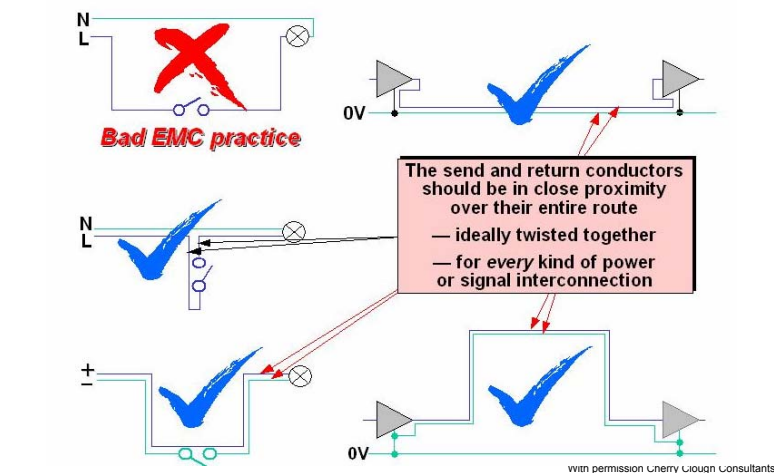 N
L
Bad EMC practice
0V
The send and return conductors
should be in close proximity
over their entire route
— ideally twisted together
— for every kind of power
or signal interconnection
N
L
+
–
0V
With permission Cherry Clough Consultants